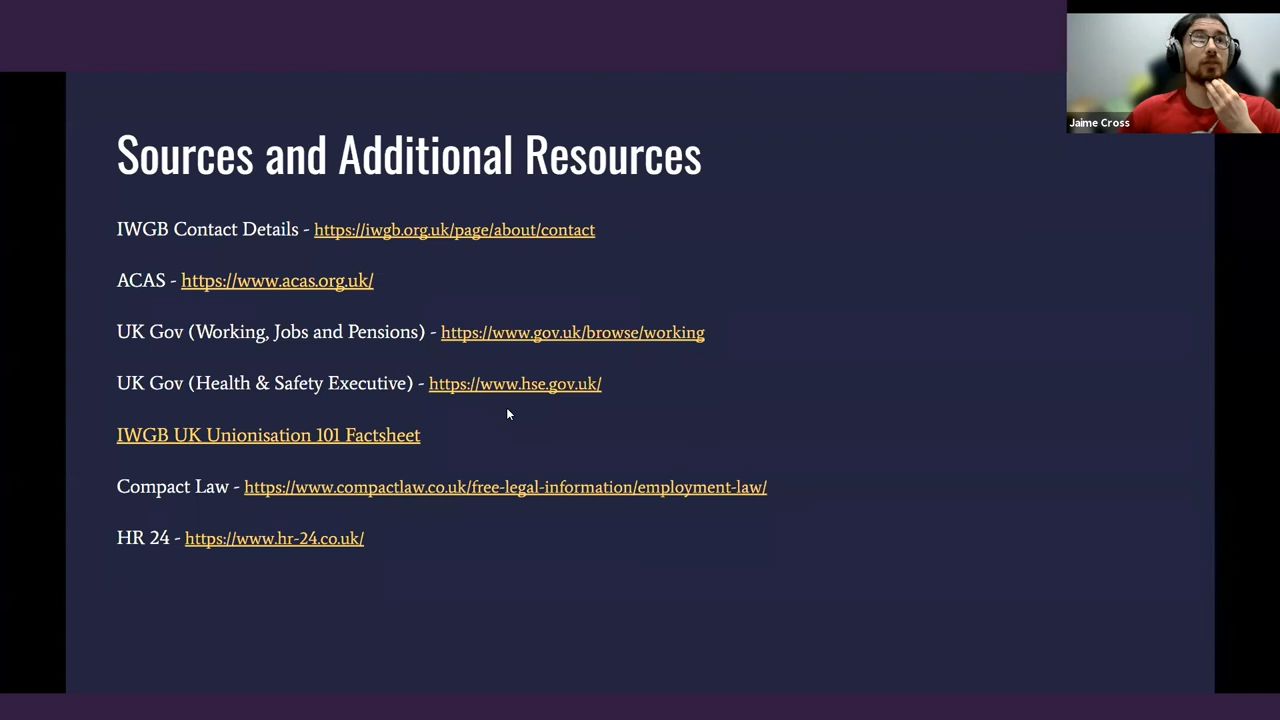 Jaime Cross
Sources and Additional Resources
IWGB Contact Details - https://iwgb.org.uk/page/about/contact
ACAS - https://www.acas.org.uk/
UK Gov (Working, Jobs and Pensions) - https://www.gov.uk/browse/working
UK Gov (Health & Safety Executive) - https://www.hse.gov.uk/
IWGB UK Unionisation 101 Factsheet
Compact Law - https://www.compactlaw.co.uk/free-legal-information/employment-law/
HR 24 - https://www.hr-24.co.uk/